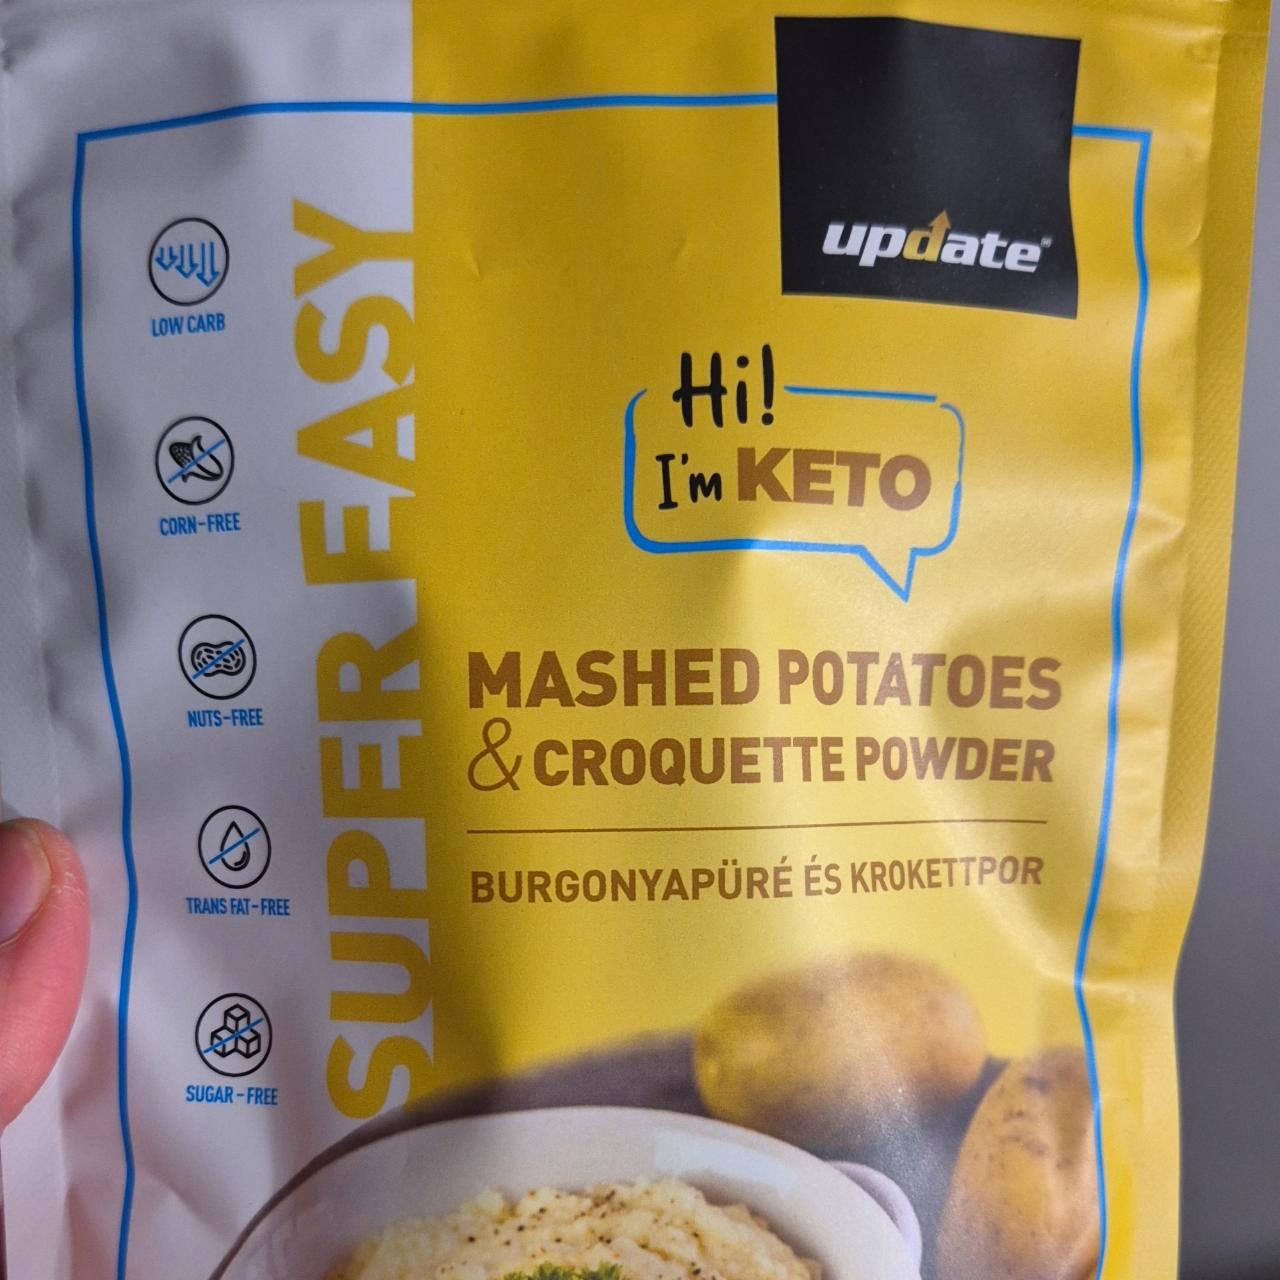 update
Hi!
I'm KETO
MASHED POTATOES
& CROQUETTE POWDER
BURGONYAPÜRÉ ÉS KROKETTPOR
SUPER EASY
LOW CARB
CORN-FREE
NUTS-FREE
TRANS FAT-FREE
SUGAR-FREE